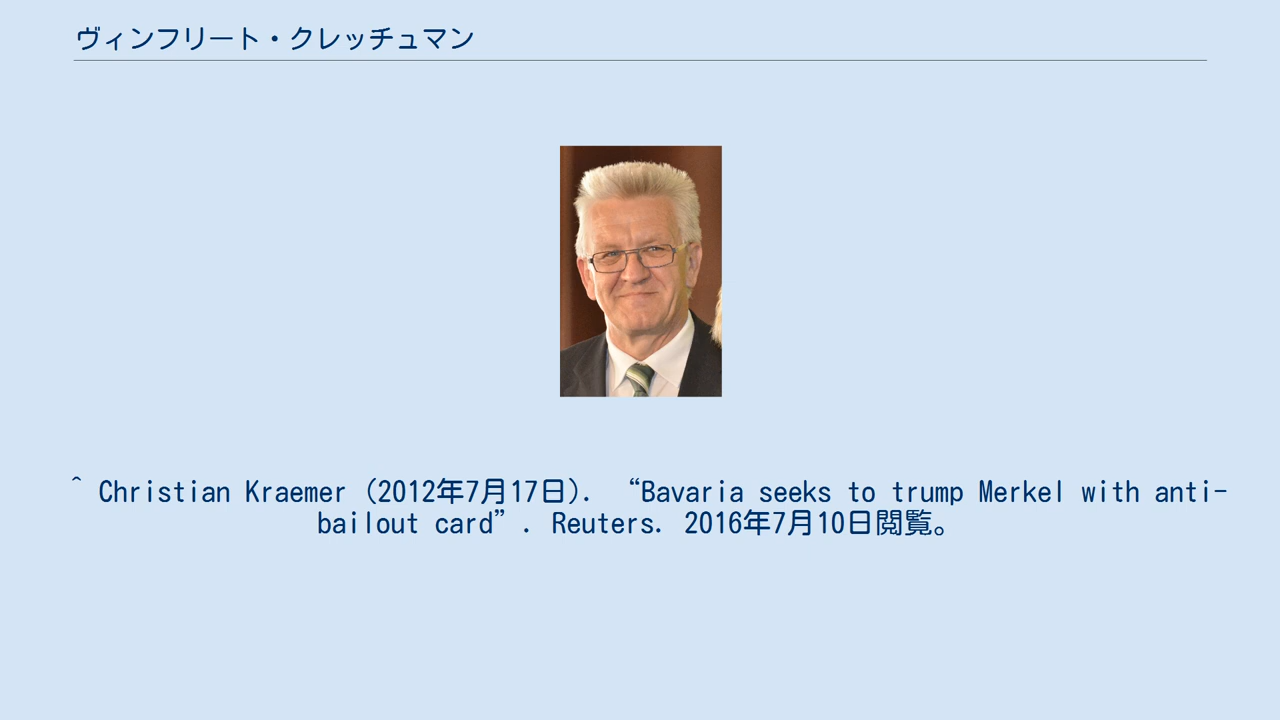 ヴィンフリート・クレッチュマン
^ Christian Kraemer (2012年7月17日). “Bavaria seeks to trump Merkel with anti-
bailout card”. Reuters. 2016年7月10日閲覧。